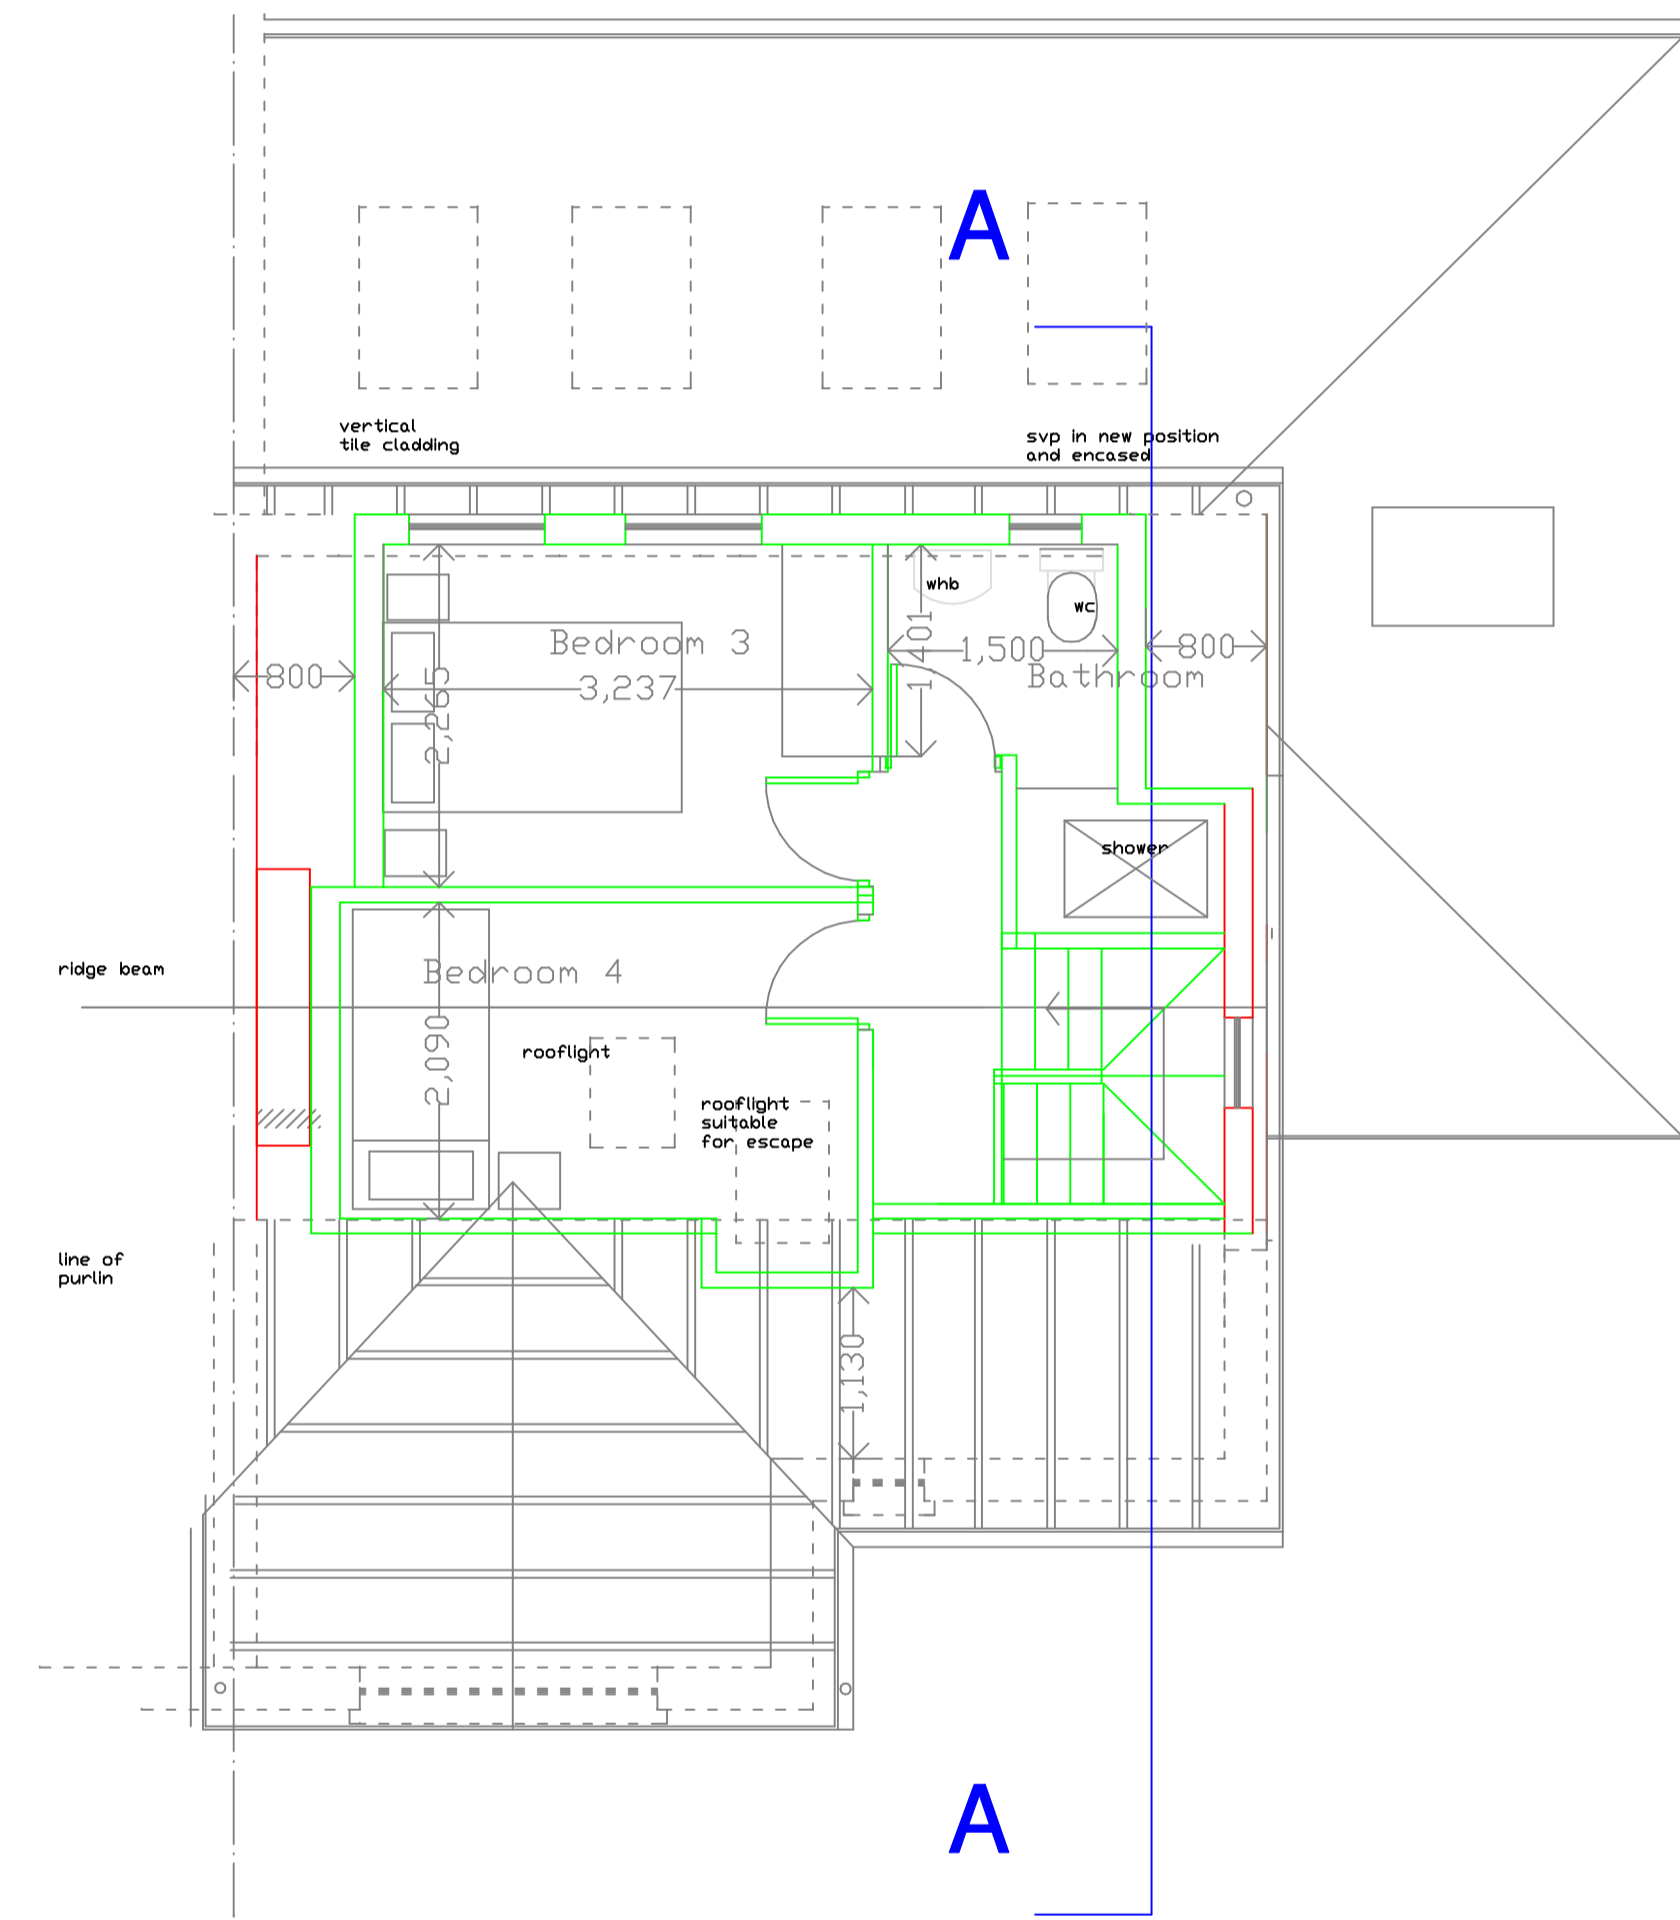 A
vertical
tile cladding
svp in new position
and encased
whb
wc
Bedroom 3
1,401
1,500
800
Bathroom
800
2,265
3,237
shower
ridge beam
Bedroom 4
2,090
rooflight
rooflight
suitable
for escape
line of
purlin
1,130
A